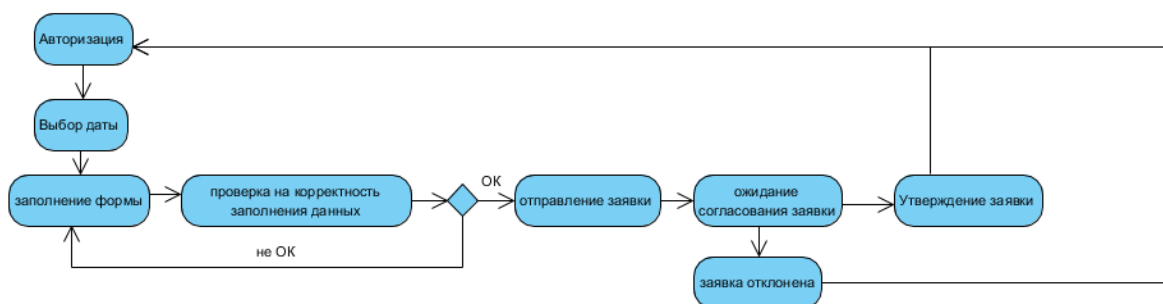 Авторизация
Выбор даты
заполнение формы
проверка на корректность
заполнения данных
ОК
отправление заявки
ожидание
согласования заявки
Утверждение заявки
не ОК
заявка отклонена